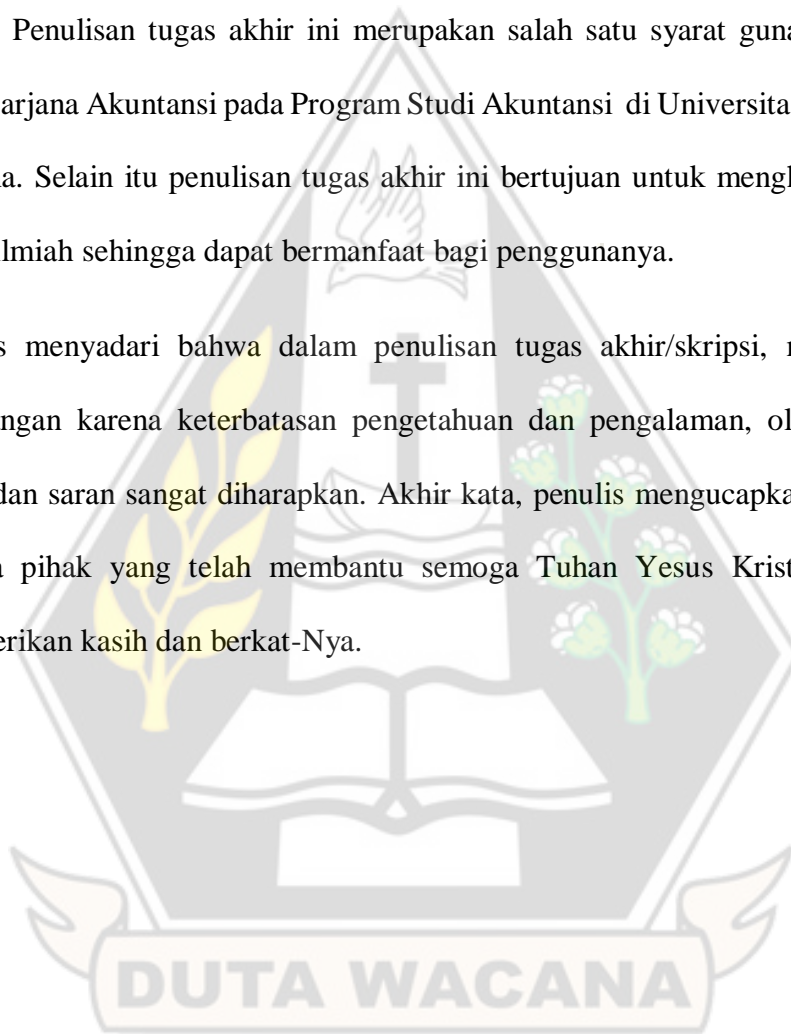 Penulisan tugas akhir ini merupakan salah satu syarat guna
arjana Akuntansi pada Program Studi Akuntansi di Universita
a. Selain itu penulisan tugas akhir ini bertujuan untuk
ilmiah sehingga dapat bermanfaat bagi penggunanya.
s menyadari bahwa dalam penulisan tugas akhir/skripsi,
angan karena keterbatasan pengetahuan dan pengalaman, ol
dan saran sangat diharapkan. Akhir kata, penulis mengucapka
a pihak yang telah membantu semoga Tuhan Yesus Krist
erikan kasih dan berkat-Nya.
DUTA WACANA